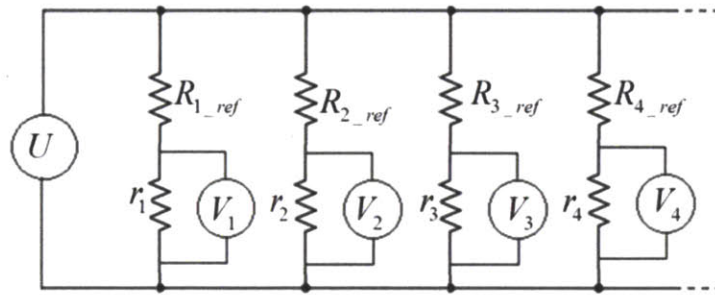 R1_ref
R2_ref
R3_ref
R4_ref
U
r1
V1
r2
V2
r3
V3
r4
V4